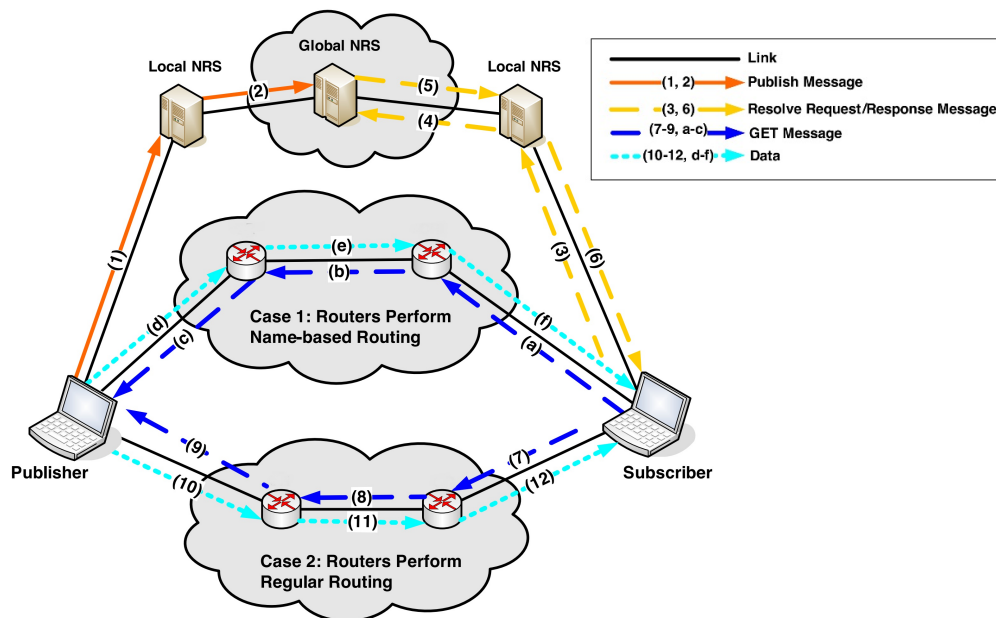 Global NRS
Local NRS
Local NRS
(2)
(5)
(4)
(1)
(3)
(6)
Link
(1, 2)
Publish Message
(3, 6)
Resolve Request/Response Message
(7-9, a-c)
GET Message
(10-12, d-f)
Data
(e)
(b)
(d)
(c)
(f)
(a)
Case 1: Routers Perform
Name-based Routing
Publisher
Subscriber
(9)
(7)
(10)
(8)
(12)
(11)
Case 2: Routers Perform
Regular Routing